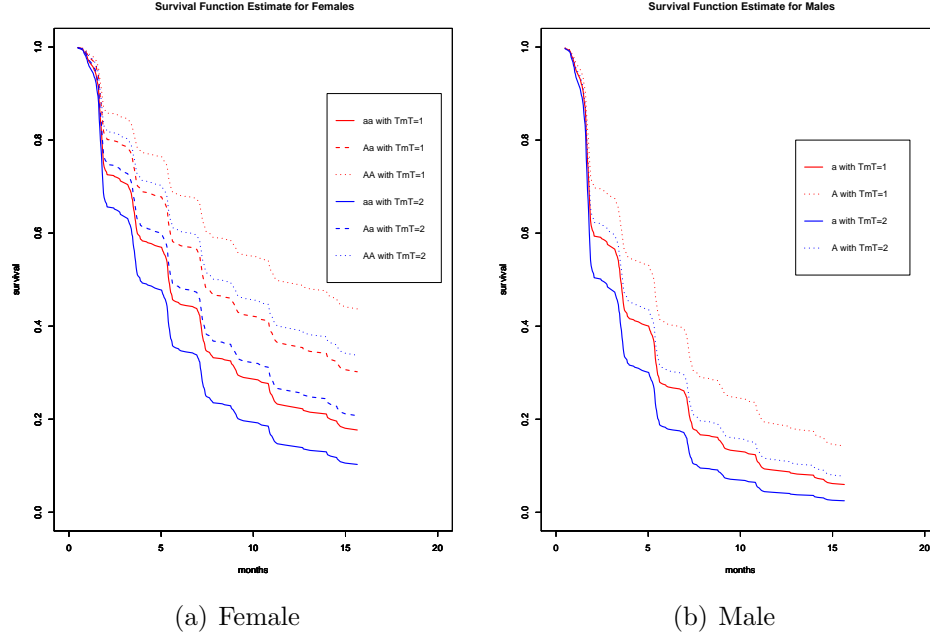 Survival Function Estimate for Females
survival
1.0
0.8
0.6
0.4
0.2
0.0
aa with TmT=1
Aa with TmT=1
AA with TmT=1
aa with TmT=2
Aa with TmT=2
AA with TmT=2
0 5 10 15 20
months
(a) Female
Survival Function Estimate for Males
survival
1.0
0.8
0.6
0.4
0.2
0.0
a with TmT=1
A with TmT=1
a with TmT=2
A with TmT=2
0 5 10 15 20
months
(b) Male